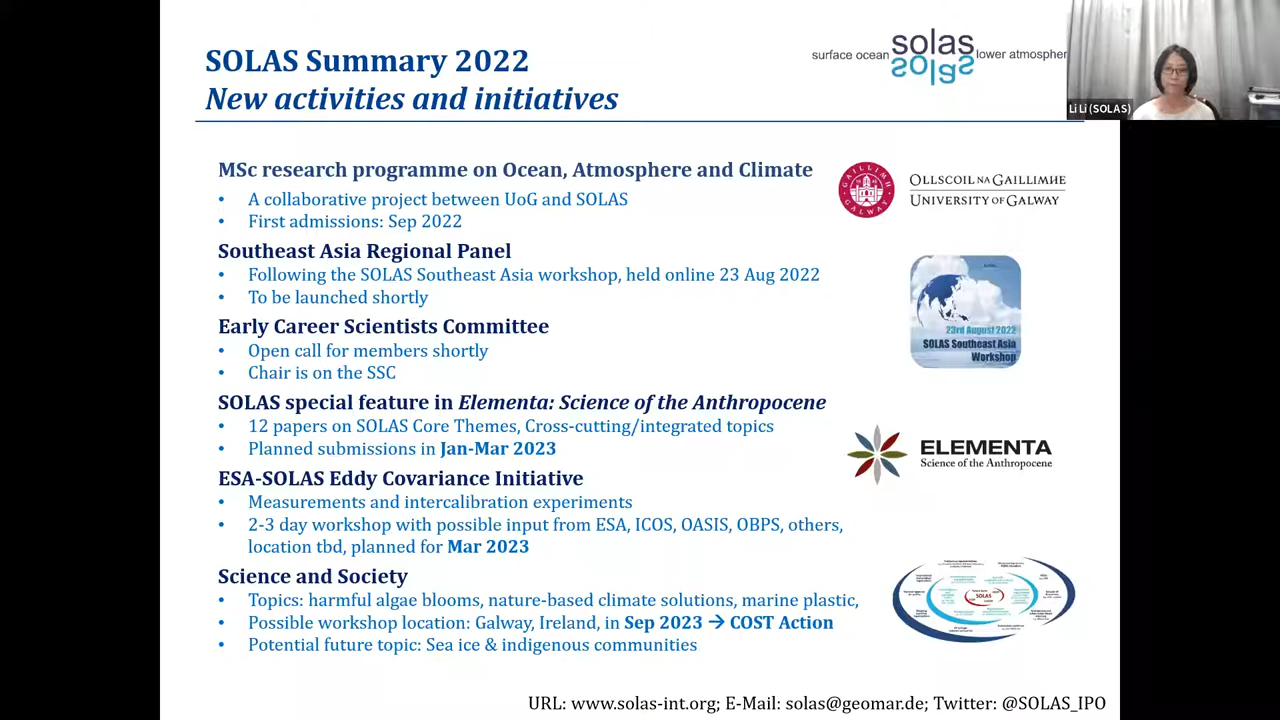 SOLAS Summary 2022
New activities and initiatives
surface ocean solas lower atmospher
Li Li (SOLAS)
MSc research programme on Ocean, Atmosphere and Climate
• A collaborative project between UoG and SOLAS
• First admissions: Sep 2022
OLLSCOIL NA GAILLIMHE
UNIVERSITY OF GALWAY
Southeast Asia Regional Panel
• Following the SOLAS Southeast Asia workshop, held online 23 Aug 2022
• To be launched shortly
23rd August 2022
SOLAS Southeast Asia
Workshop
Early Career Scientists Committee
• Open call for members shortly
• Chair is on the SSC
SOLAS special feature in Elementa: Science of the Anthropocene
• 12 papers on SOLAS Core Themes, Cross-cutting/integrated topics
• Planned submissions in Jan-Mar 2023
ELEMENTA
Science of the Anthropocene
ESA-SOLAS Eddy Covariance Initiative
• Measurements and intercalibration experiments
• 2-3 day workshop with possible input from ESA, ICOS, OASIS, OBPS, others,
location tbd, planned for Mar 2023
Science and Society
• Topics: harmful algae blooms, nature-based climate solutions, marine plastic,
• Possible workshop location: Galway, Ireland, in Sep 2023 → COST Action
• Potential future topic: Sea ice & indigenous communities
SOLAS
URL: www.solas-int.org; E-Mail: solas@geomar.de; Twitter: @SOLAS_IPO